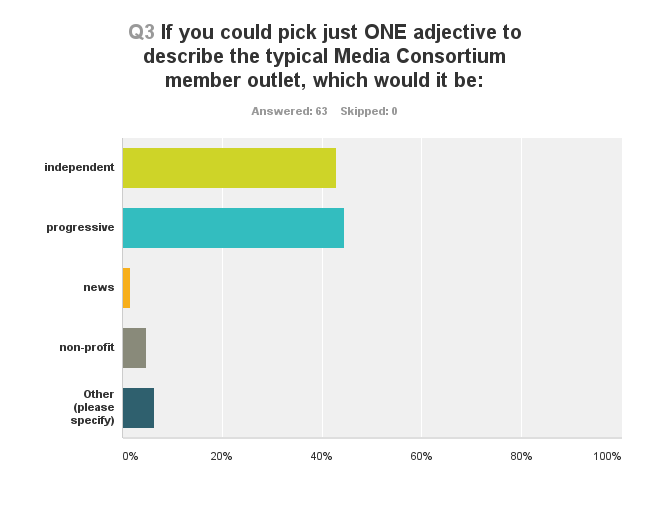 Q3 If you could pick just ONE adjective to
describe the typical Media Consortium
member outlet, which would it be:
Answered: 63 Skipped: 0
independent
progressive
news
non-profit
Other
(please
specify)
0% 20% 40% 60% 80% 100%